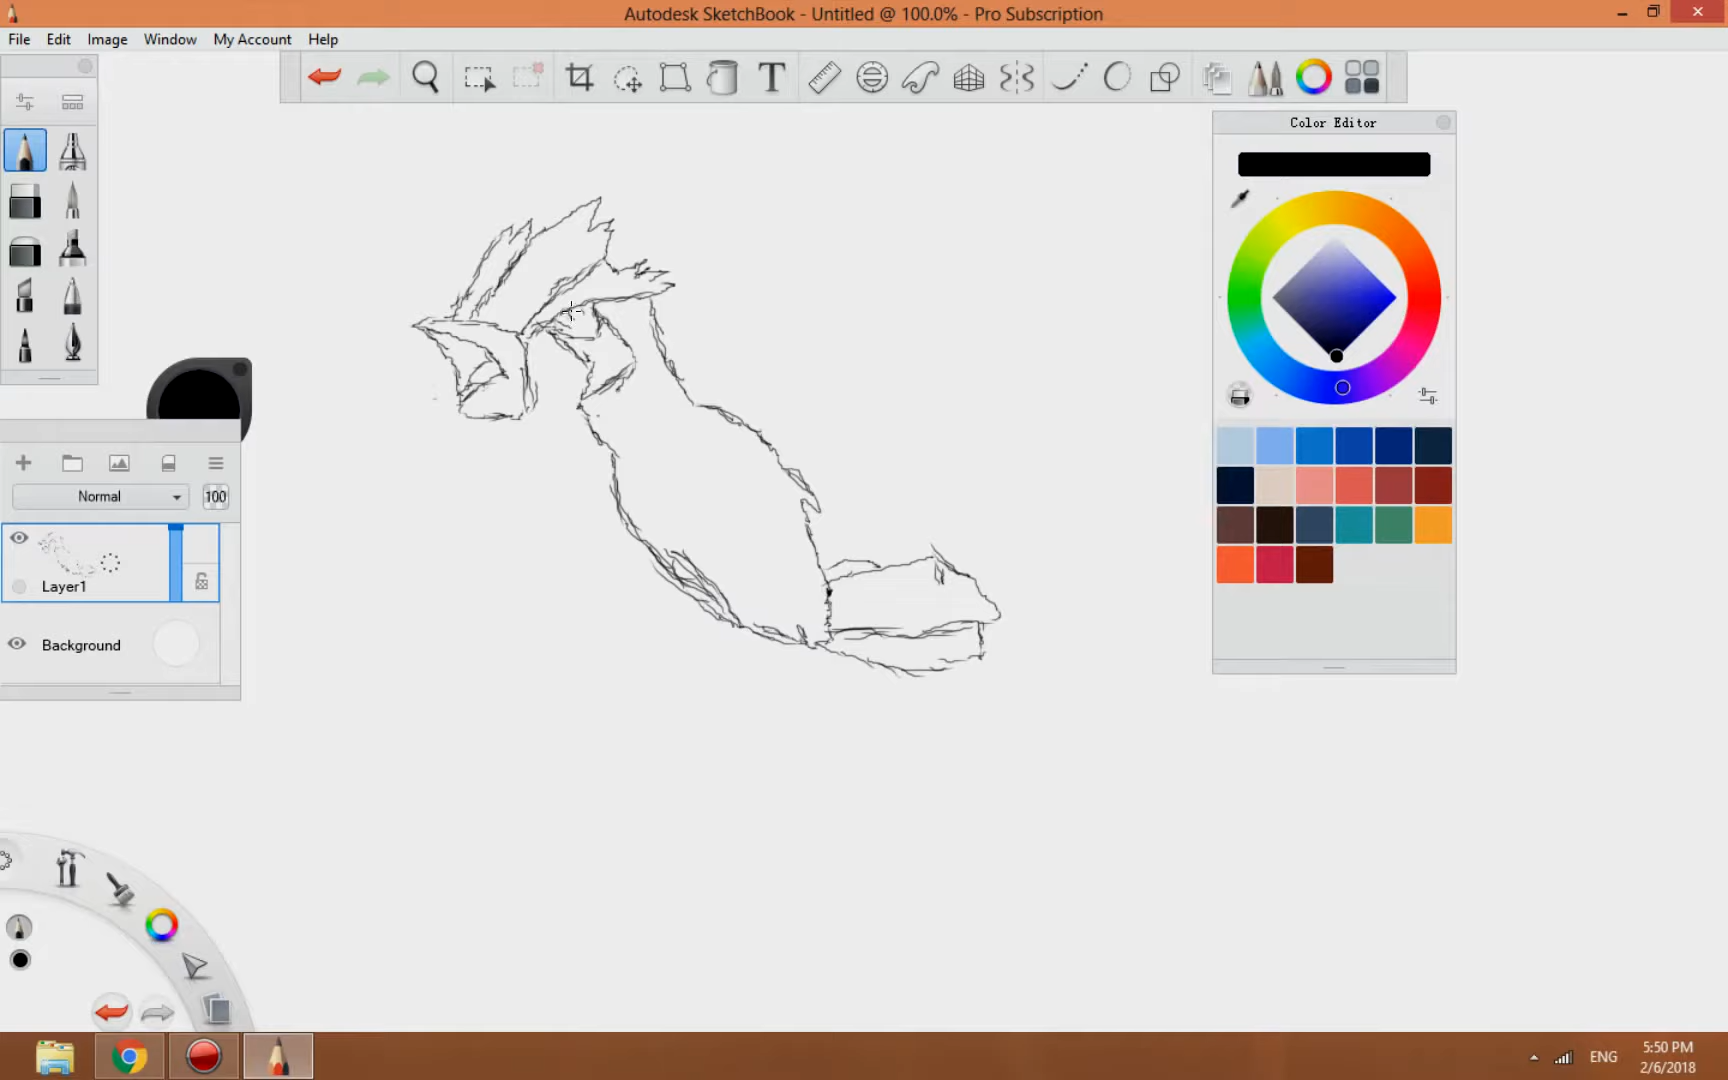 Autodesk SketchBook - Untitled @ 100.0% - Pro Subscription
File Edit Image Window My Account Help
T
Color Editor
Normal 100
Layer1
Background
ENG
5:50 PM
2/6/2018